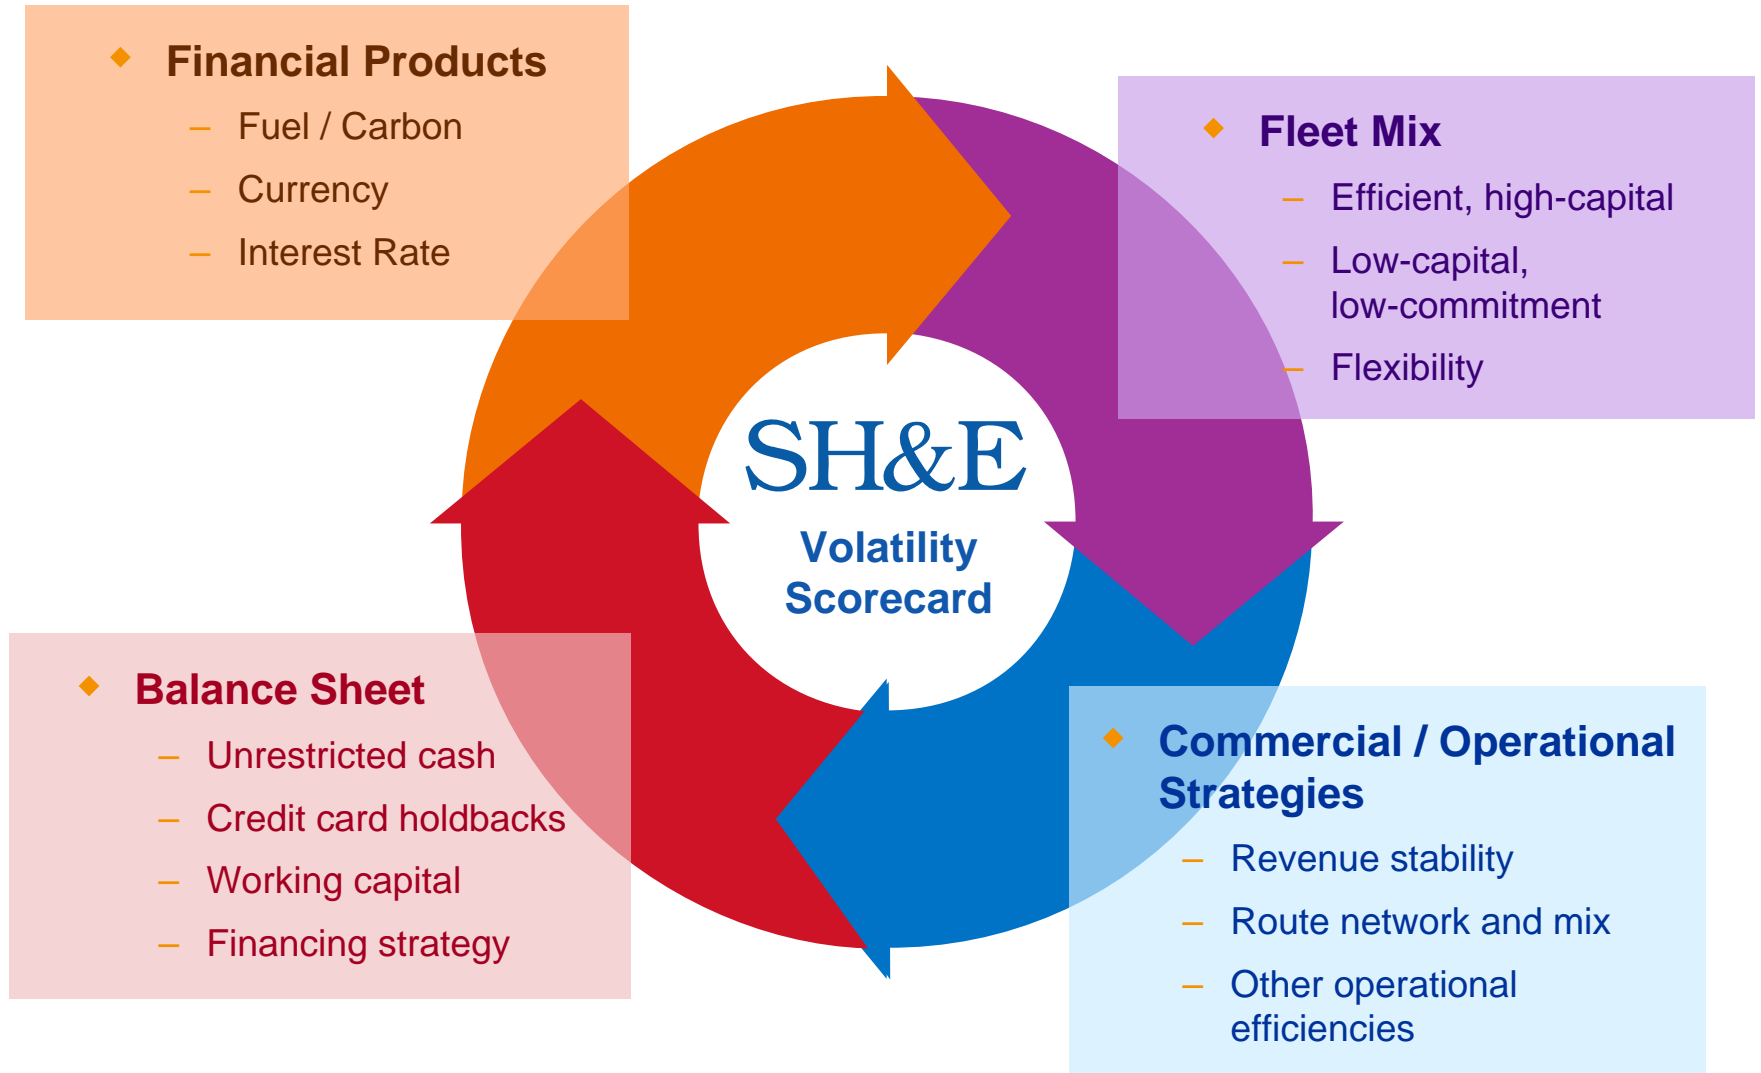 Financial Products
– Fuel / Carbon
– Currency
– Interest Rate
Fleet Mix
– Efficient, high-capital
– Low-capital,
low-commitment
– Flexibility
SH&E
Volatility
Scorecard
Balance Sheet
– Unrestricted cash
– Credit card holdbacks
– Working capital
– Financing strategy
Commercial / Operational
Strategies
– Revenue stability
– Route network and mix
– Other operational
efficiencies